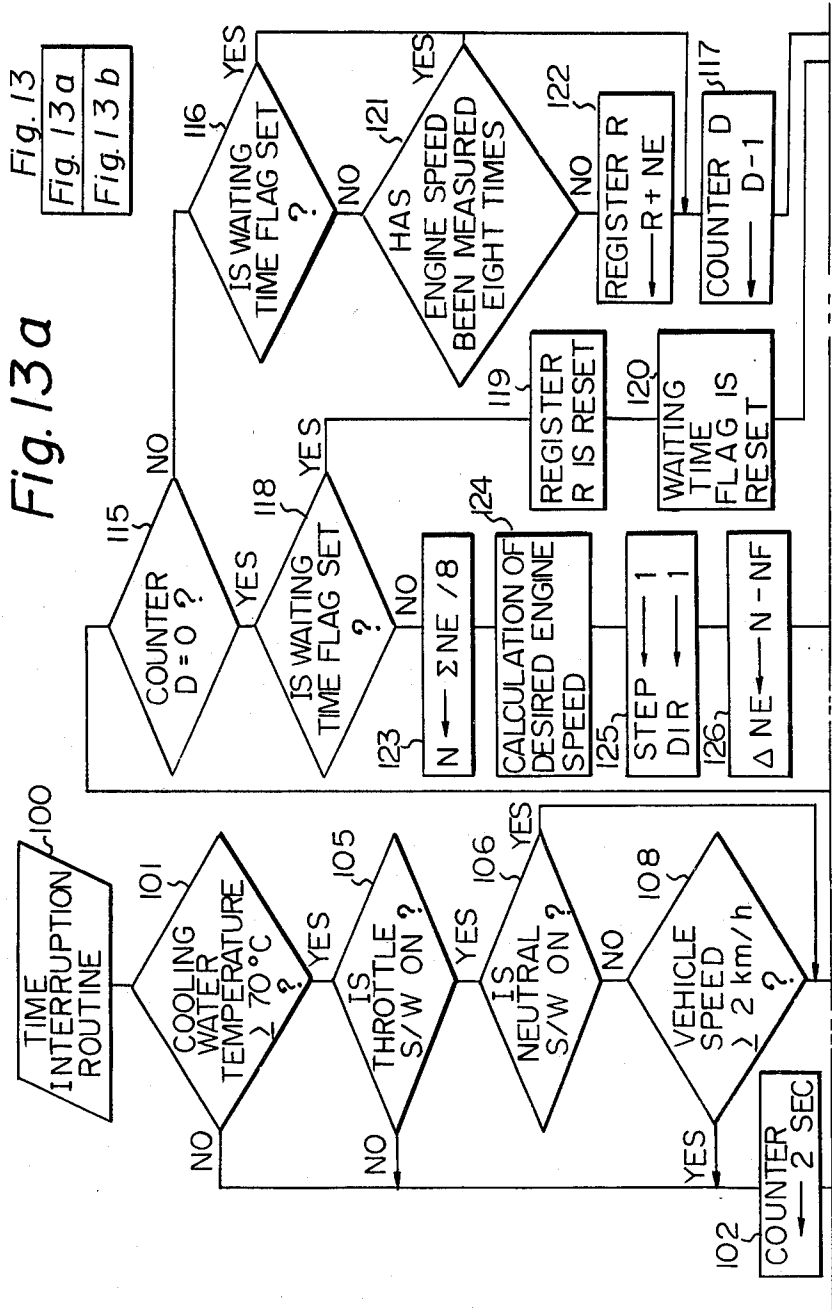 Fig. 13a
Fig. 13
Fig. 13a
Fig. 13b
TIME
INTERRUPTION
ROUTINE
100
COOLING
WATER
TEMPERATURE
≥ 70°C
?
101
NO
YES
IS
THROTTLE
S/W ON ?
105
NO
YES
IS
NEUTRAL
S/W ON ?
106
YES
NO
VEHICLE
SPEED
≥ 2 km/h
?
108
YES
102
COUNTER
← 2 SEC
COUNTER
D = 0 ?
115
NO
YES
IS WAITING
TIME FLAG SET
?
118
YES
NO
123
N ← ΣNE /8
124
CALCULATION OF
DESIRED ENGINE
SPEED
125
STEP ← 1
DIR ← 1
126
Δ NE ← N - NF
119
REGISTER
R IS RESET
120
WAITING
TIME
FLAG IS
RESET
IS WAITING
TIME FLAG SET
?
116
YES
NO
HAS
ENGINE SPEED
BEEN MEASURED
EIGHT TIMES
121
YES
NO
122
REGISTER R
← R + NE
117
COUNTER D
← D-1